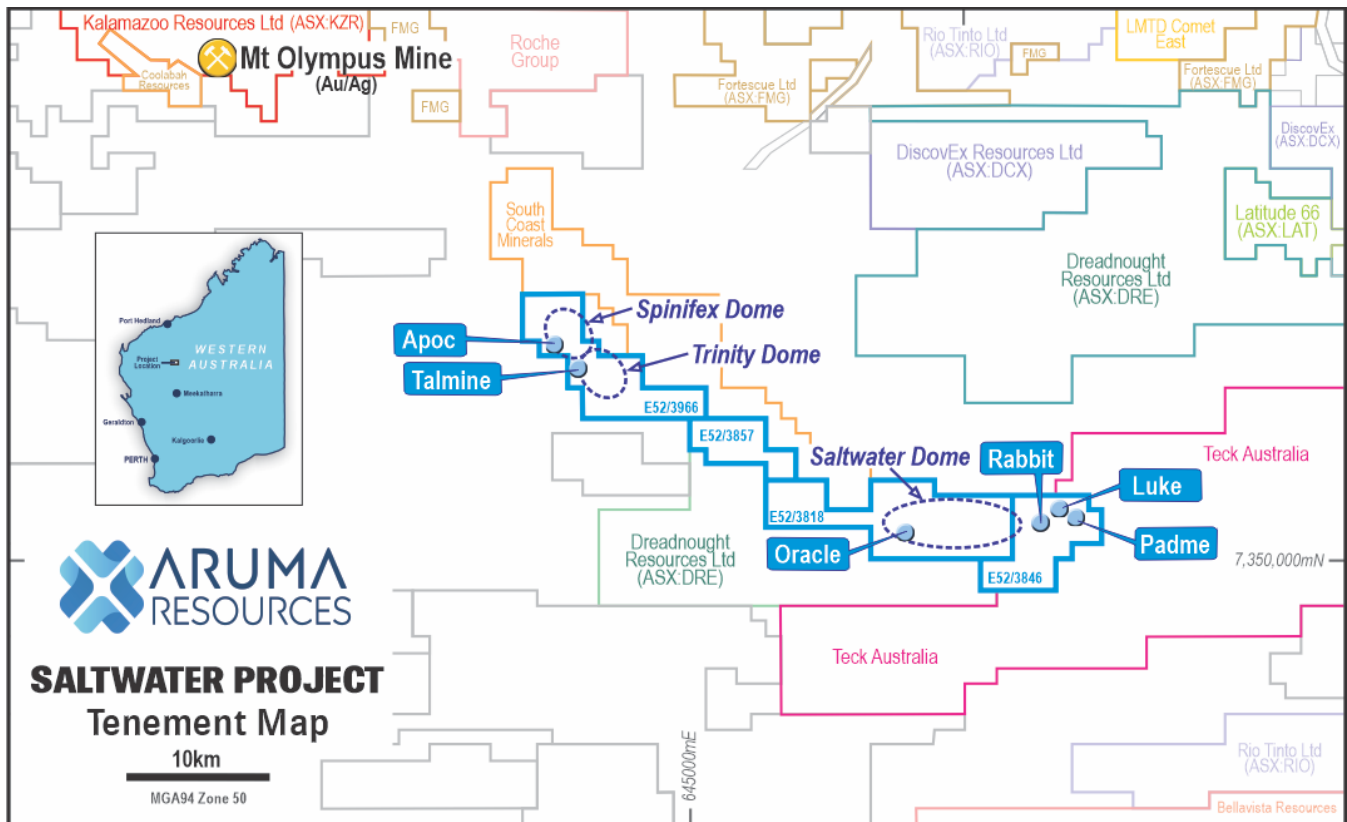 Kalamazoo Resources Ltd (ASX:KZR)
FMG
Coolabah
Resources
Mt Olympus Mine
(Au/Ag)
FMG
Roche
Group
Fortescue Ltd
(ASX:FMG)
Rio Tinto Ltd
(ASX:RIO)
FMG
LMTD Comet
East
Fortescue Ltd
(ASX:FMG)
DiscovEx
(ASX:DCX)
DiscovEx Resources Ltd
(ASX:DCX)
South
Coast
Minerals
Latitude 66
(ASX:LAT)
Dreadnought
Resources Ltd
(ASX:DRE)
Port Hedland
WESTERN
AUSTRALIA
Project
Location
Meekatharra
Geraldton
Kalgoorlie
PERTH
Spinifex Dome
Apoc
Trinity Dome
Talmine
E52/3966
E52/3857
Saltwater Dome
Rabbit
Teck Australia
Luke
E52/3818
Oracle
Padme
Dreadnought
Resources Ltd
(ASX:DRE)
7,350,000mN
E52/3846
ARUMA
RESOURCES
Teck Australia
SALTWATER PROJECT
Tenement Map
10km
MGA94 Zone 50
645000mE
Rio Tinto Ltd
(ASX:RIO)
Bellavista Resources